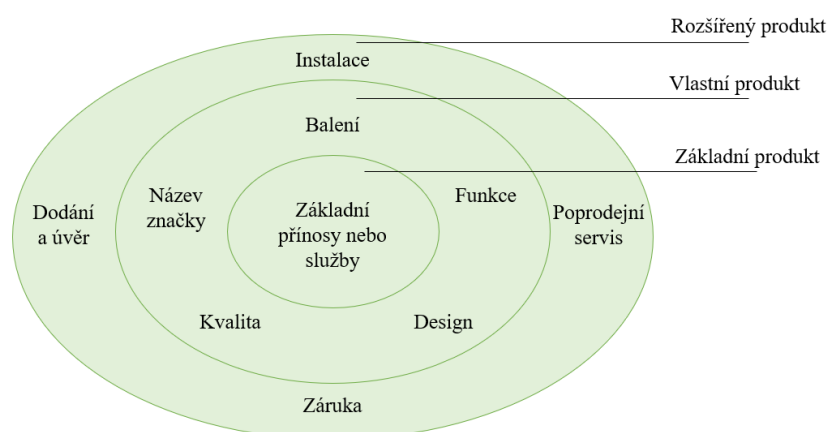 Rozšířený produkt
Instalace
Vlastní produkt
Balení
Základní produkt
Název
značky
Funkce
Dodání
a úvěr
Základní
přínosy nebo
služby
Poprodejní
servis
Kvalita
Design
Záruka